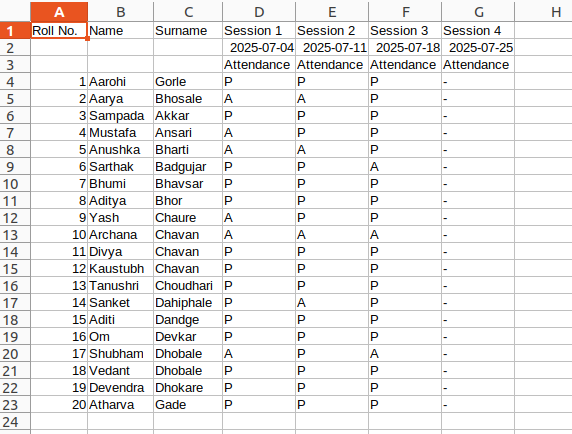 A B C D E F G H
1 Roll No. Name Surname Session 1 Session 2 Session 3 Session 4
2 2025-07-04 2025-07-11 2025-07-18 2025-07-25
3 Attendance Attendance Attendance Attendance
4 1 Aarohi Gorle P P P -
5 2 Aarya Bhosale A A P -
6 3 Sampada Akkar P P P -
7 4 Mustafa Ansari A P P -
8 5 Anushka Bharti A A P -
9 6 Sarthak Badgujar P P A -
10 7 Bhumi Bhavsar P P P -
11 8 Aditya Bhor P P P -
12 9 Yash Chaure A P P -
13 10 Archana Chavan A A A -
14 11 Divya Chavan P P P -
15 12 Kaustubh Chavan P P P -
16 13 Tanushri Choudhari P P P -
17 14 Sanket Dahiphale P A P -
18 15 Aditi Dandge P P P -
19 16 Om Devkar P P P -
20 17 Shubham Dhobale A P A -
21 18 Vedant Dhobale P P P -
22 19 Devendra Dhokare P P P -
23 20 Atharva Gade P P P -
24